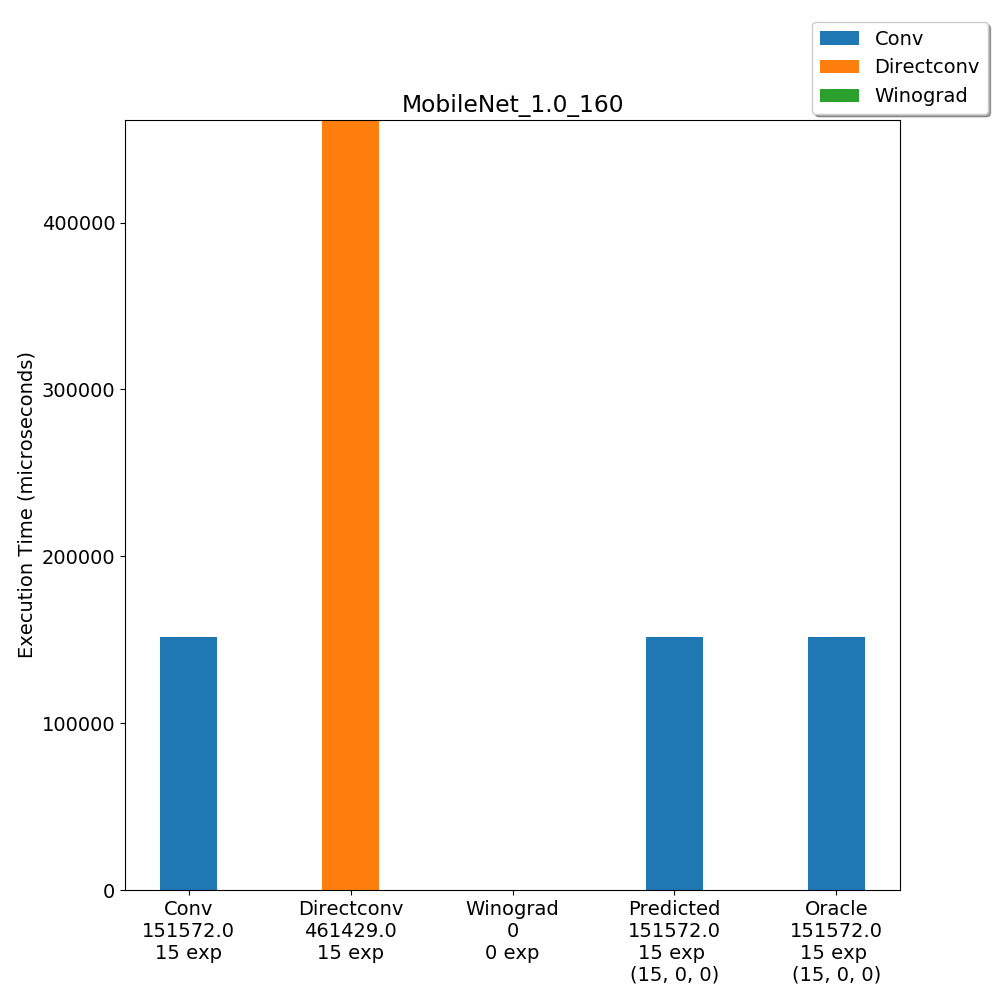 Conv
Directconv
Winograd
MobileNet_1.0_160
Execution Time (microseconds)
400000
300000
200000
100000
0
Conv Directconv Winograd Predicted Oracle
151572.0 461429.0 0 151572.0 151572.0
15 exp 15 exp 0 exp 15 exp 15 exp
(15, 0, 0) (15, 0, 0)